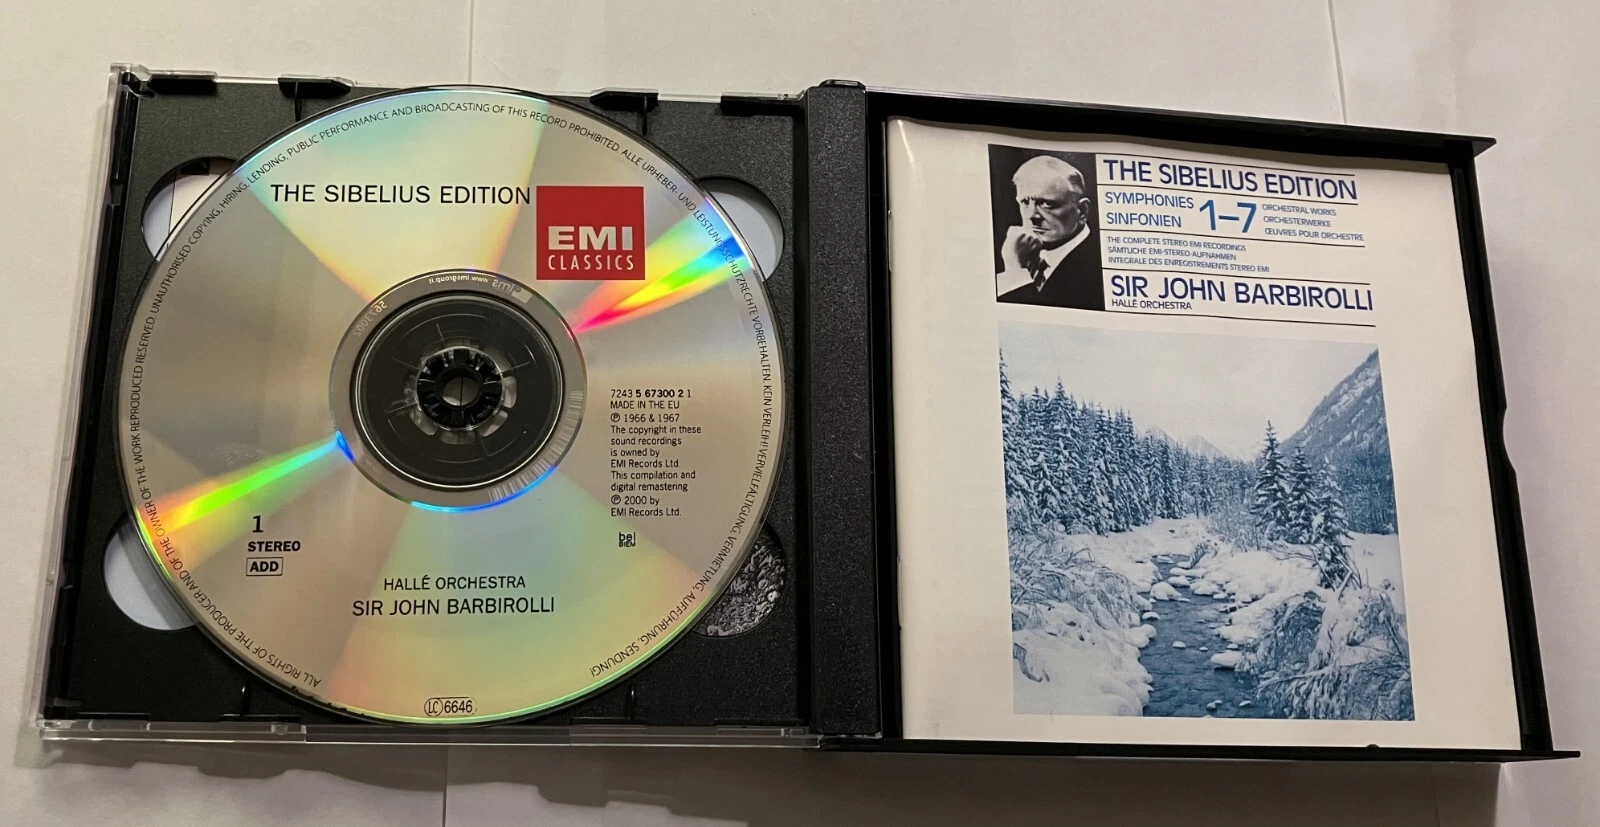 THE SIBELIUS EDITION
EMI
CLASSICS
ALL RIGHTS OF THE PRODUCER AND OF THE OWNER OF THE WORK REPRODUCED RESERVED. UNAUTHORISED COPYING, HIRING, LENDING, PUBLIC PERFORMANCE AND BROADCASTING OF THIS RECORD PROHIBITED. ALLE URHEBER- UND LEISTUNGSSCHUTZRECHTE VORBEHALTEN. KEIN VERLEIH! VERVIELFÄLTIGUNG, VERMIETUNG, AUFFÜHRUNG, SENDUNG!
7243 5 67300 2 1
MADE IN THE EU
℗ 1966 & 1967
The copyright in these
sound recordings
is owned by
EMI Records Ltd.
This compilation and
digital remastering
℗ 2000 by
EMI Records Ltd.
bel
BIEM
1
STEREO
ADD
HALLÉ ORCHESTRA
SIR JOHN BARBIROLLI
LC 6646
THE SIBELIUS EDITION
SYMPHONIES
SINFONIEN
1–7
ORCHESTRAL WORKS
ORCHESTERWERKE
ŒUVRES POUR ORCHESTRE
THE COMPLETE STEREO EMI RECORDINGS
SÄMTLICHE EMI-STEREO-AUFNAHMEN
INTEGRALE DES ENREGISTREMENTS STEREO EMI
SIR JOHN BARBIROLLI
HALLÉ ORCHESTRA